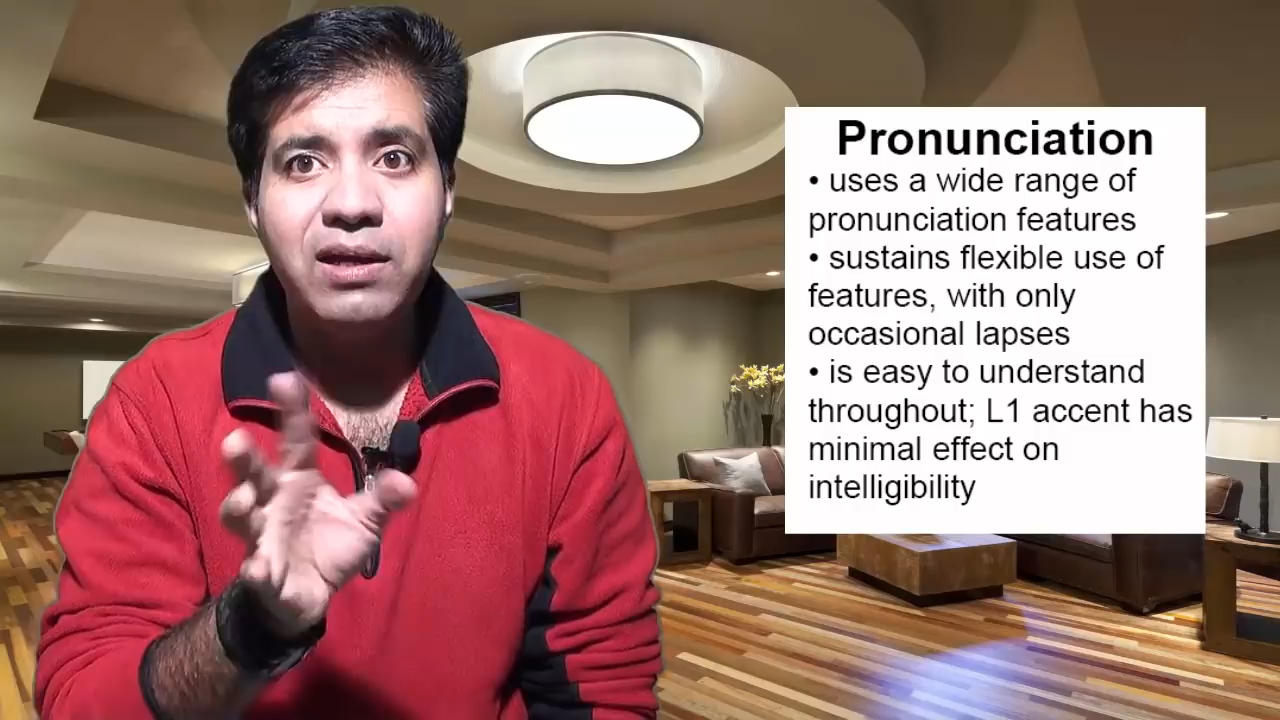 Pronunciation
• uses a wide range of
pronunciation features
• sustains flexible use of
features, with only
occasional lapses
• is easy to understand
throughout; L1 accent has
minimal effect on
intelligibility